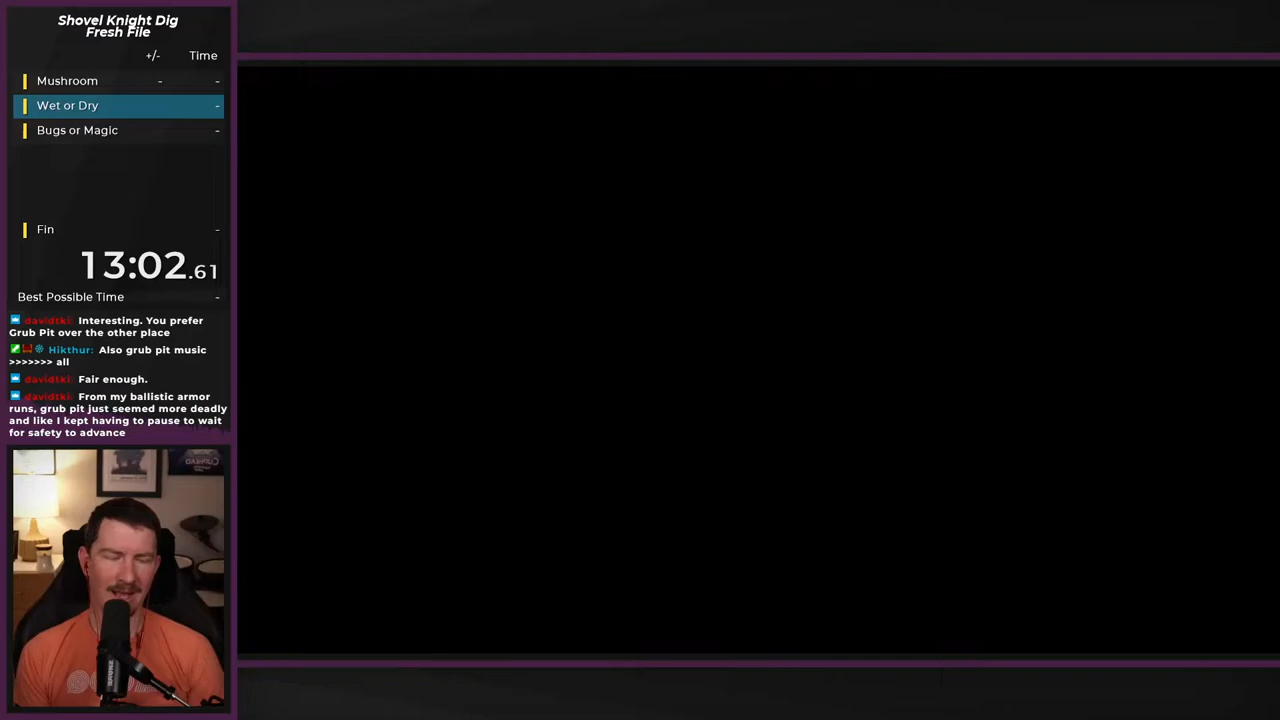 Shovel Knight Dig
Fresh File
+/- Time
Mushroom - -
Wet or Dry -
Bugs or Magic -
Fin -
13:02.61
Best Possible Time -
davidtki: Interesting. You prefer
Grub Pit over the other place
Hikthur: Also grub pit music
>>>>>>> all
davidtki: Fair enough.
davidtki: From my ballistic armor
runs, grub pit just seemed more deadly
and like I kept having to pause to wait
for safety to advance